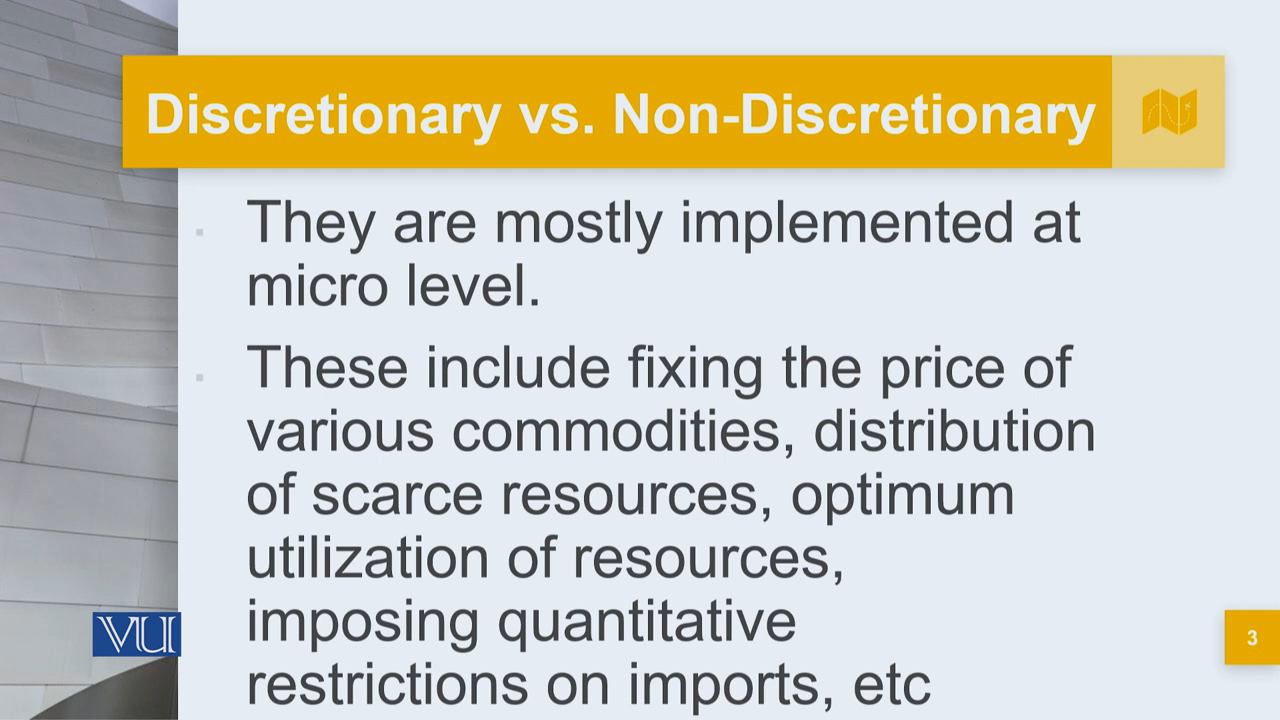 Discretionary vs. Non-Discretionary
They are mostly implemented at
micro level.
These include fixing the price of
various commodities, distribution
of scarce resources, optimum
utilization of resources,
imposing quantitative
restrictions on imports, etc
VU
3